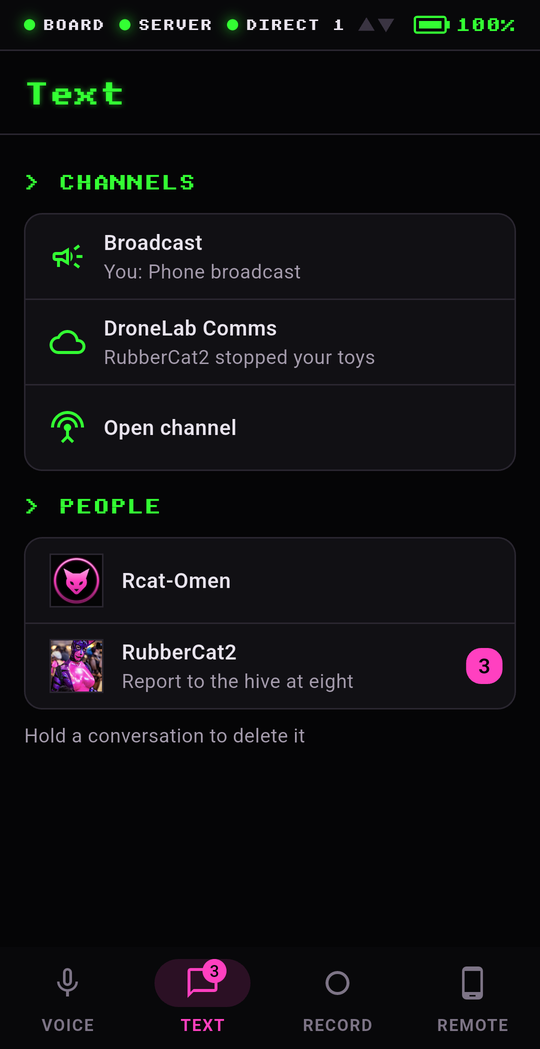 BOARD SERVER DIRECT 1 100%
Text
> CHANNELS
Broadcast
You: Phone broadcast
DroneLab Comms
RubberCat2 stopped your toys
Open channel
> PEOPLE
Rcat-Omen
RubberCat2
Report to the hive at eight
3
Hold a conversation to delete it
3
VOICE TEXT RECORD REMOTE